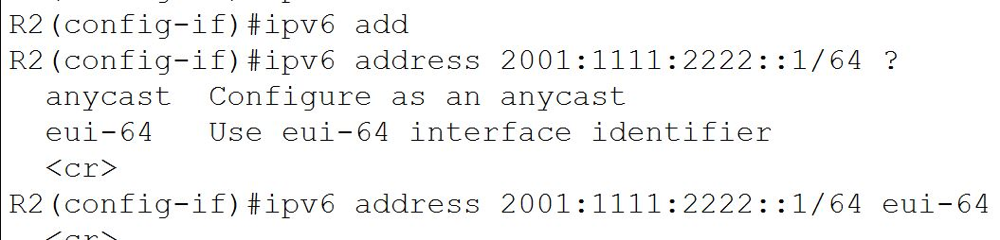 R2(config-if)#ipv6 add
R2(config-if)#ipv6 address 2001:1111:2222::1/64 ?
  anycast  Configure as an anycast
  eui-64   Use eui-64 interface identifier
  <cr>
R2(config-if)#ipv6 address 2001:1111:2222::1/64 eui-64
  <cr>